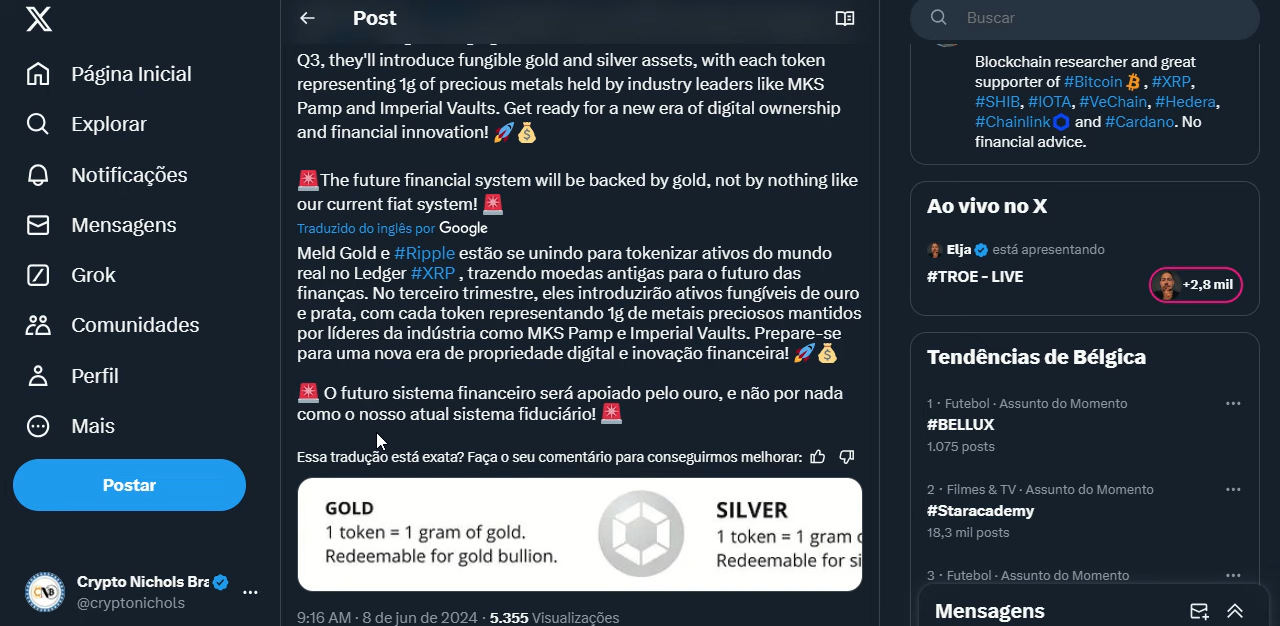 Página Inicial
Explorar
Notificações
Mensagens
Grok
Comunidades
Perfil
Mais
Postar
Crypto Nichols Bra
@cryptonichols
Post
Q3, they'll introduce fungible gold and silver assets, with each token
representing 1g of precious metals held by industry leaders like MKS
Pamp and Imperial Vaults. Get ready for a new era of digital ownership
and financial innovation! 🚀💰
🚨The future financial system will be backed by gold, not by nothing like
our current fiat system! 🚨
Traduzido do inglês por Google
Meld Gold e #Ripple estão se unindo para tokenizar ativos do mundo
real no Ledger #XRP , trazendo moedas antigas para o futuro das
finanças. No terceiro trimestre, eles introduzirão ativos fungíveis de ouro
e prata, com cada token representando 1g de metais preciosos mantidos
por líderes da indústria como MKS Pamp e Imperial Vaults. Prepare-se
para uma nova era de propriedade digital e inovação financeira! 🚀💰
🚨 O futuro sistema financeiro será apoiado pelo ouro, e não por nada
como o nosso atual sistema fiduciário! 🚨
Essa tradução está exata? Faça o seu comentário para conseguirmos melhorar:
GOLD
1 token = 1 gram of gold.
Redeemable for gold bullion.
SILVER
1 token = 1 gram
Redeemable for
9:16 AM · 8 de jun de 2024 · 5.355 Visualizações
Buscar
Blockchain researcher and great
supporter of #Bitcoin , #XRP,
#SHIB, #IOTA, #VeChain, #Hedera,
#Chainlink and #Cardano. No
financial advice.
Ao vivo no X
Elja está apresentando
#TROE - LIVE
+2,8 mil
Tendências de Bélgica
1 · Futebol · Assunto do Momento
#BELLUX
1.075 posts
2 · Filmes & TV · Assunto do Momento
#Staracademy
18,3 mil posts
3 · Futebol · Assunto do Momento
Mensagens